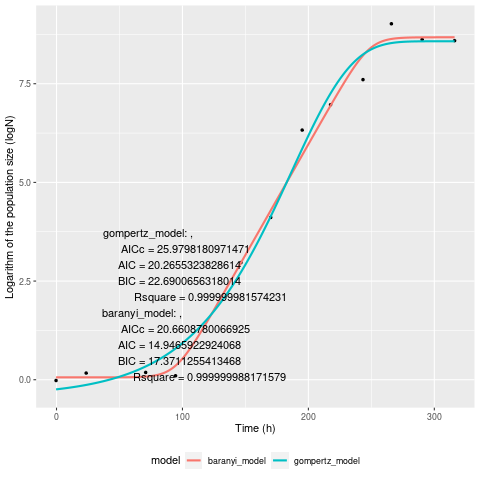 Logarithm of the population size (logN)
7.5
5.0
2.5
0.0
gompertz_model: ,
AICc = 25.9798180971471
AIC = 20.2655323828614
BIC = 22.6900656318014
Rsquare = 0.999999981574231
baranyi_model: ,
AICc = 20.6608780066925
AIC = 14.9465922924068
BIC = 17.3711255413468
Rsquare = 0.999999988171579
0 100 200 300
Time (h)
model baranyi_model gompertz_model